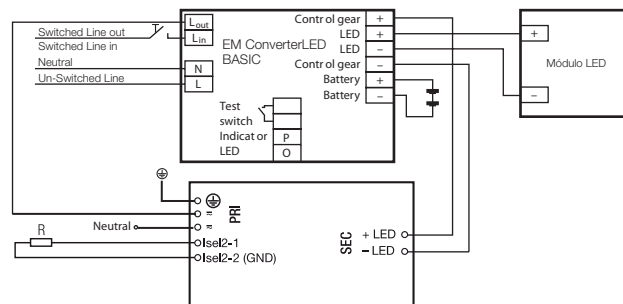 Switched Line out
Switched Line in
Neutral
Un-Switched Line
Lout
Lin
N
L
EM ConverterLED
BASIC
Test
switch
Indicator
LED
P
O
Control gear +
LED +
LED –
Control gear –
Battery +
Battery –
+
Módulo LED
–
R
Neutral
≂
≂
PRI
Isel2-1
Isel2-2 (GND)
SEC
+ LED
– LED